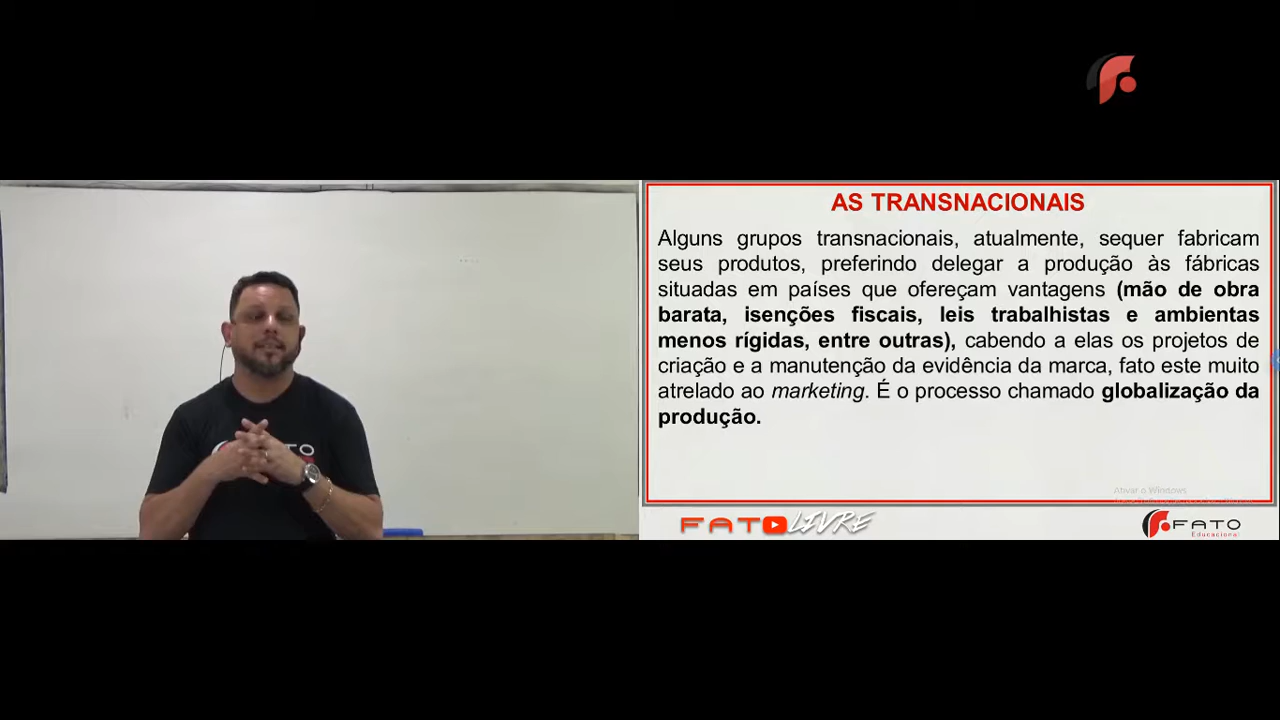 AS TRANSNACIONAIS
Alguns grupos transnacionais, atualmente, sequer fabricam
seus produtos, preferindo delegar a produção às fábricas
situadas em países que ofereçam vantagens (mão de obra
barata, isenções fiscais, leis trabalhistas e ambientas
menos rígidas, entre outras), cabendo a elas os projetos de
criação e a manutenção da evidência da marca, fato este muito
atrelado ao marketing. É o processo chamado globalização da
produção.
Ativar o Windows
FATO LIVRE
FATO
Educacional